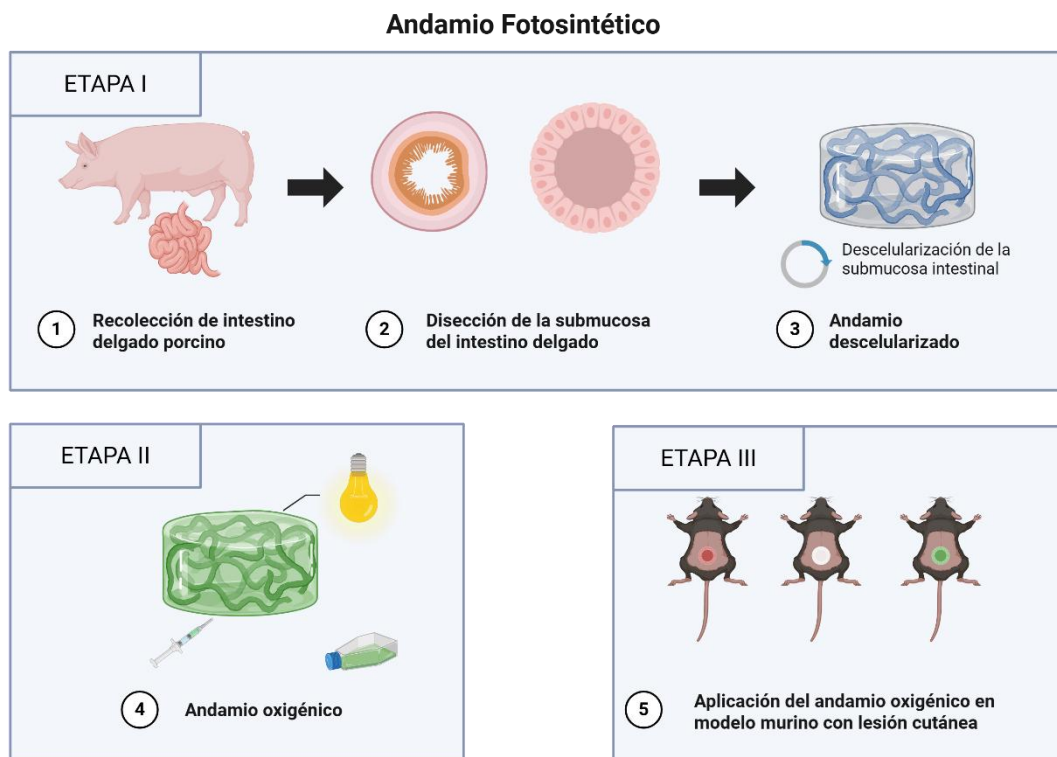 Andamio Fotosintético
ETAPA I
Descelularización de la
submucosa intestinal
1
Recolección de intestino
delgado porcino
2
Disección de la submucosa
del intestino delgado
3
Andamio
descelularizado
ETAPA II
4
Andamio oxigénico
ETAPA III
5
Aplicación del andamio oxigénico en
modelo murino con lesión cutánea